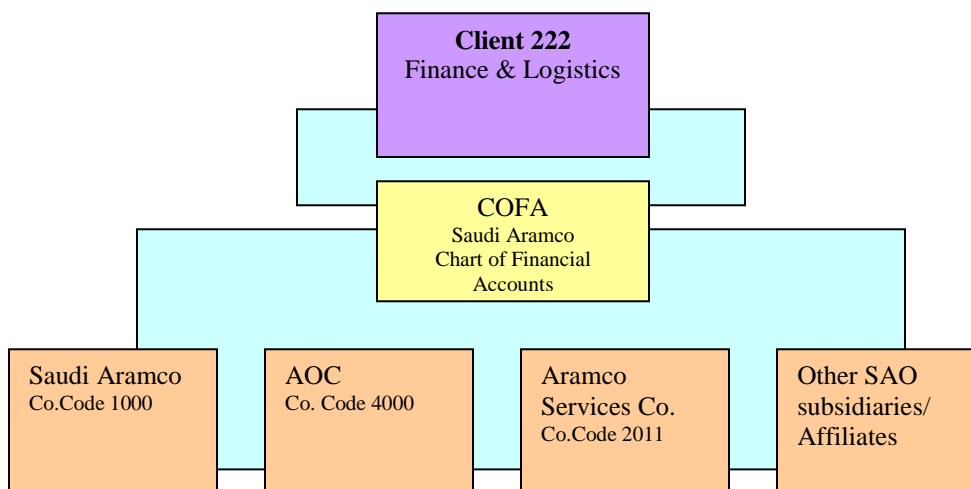 Client 222
Finance & Logistics
COFA
Saudi Aramco
Chart of Financial
Accounts
Saudi Aramco
Co.Code 1000
AOC
Co. Code 4000
Aramco
Services Co.
Co.Code 2011
Other SAO
subsidiaries/
Affiliates